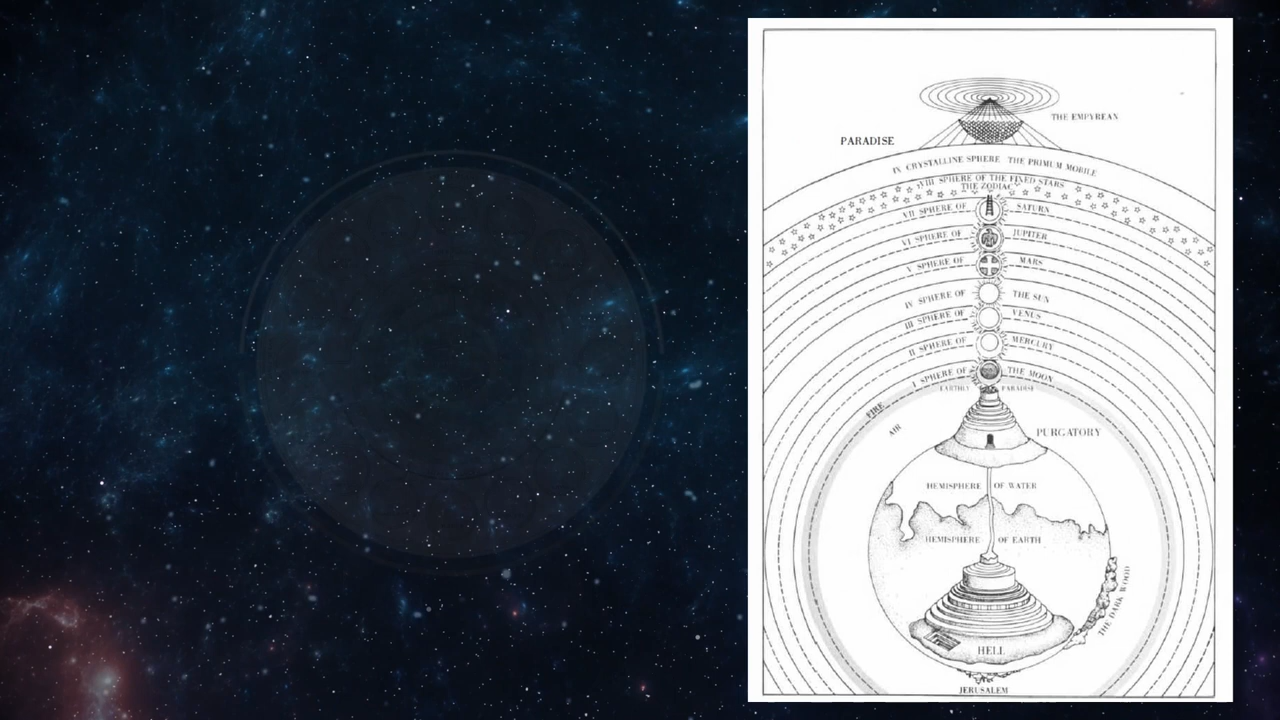 THE EMPYREAN
PARADISE
IX CRYSTALLINE SPHERE THE PRIMUM MOBILE
VIII SPHERE OF THE FIXED STARS
THE ZODIAC
VII SPHERE OF SATURN
VI SPHERE OF JUPITER
V SPHERE OF MARS
IV SPHERE OF THE SUN
III SPHERE OF VENUS
II SPHERE OF MERCURY
I SPHERE OF THE MOON
EARTHLY PARADISE
FIRE
AIR
PURGATORY
HEMISPHERE OF WATER
HEMISPHERE OF EARTH
THE DARK WOOD
HELL
JERUSALEM